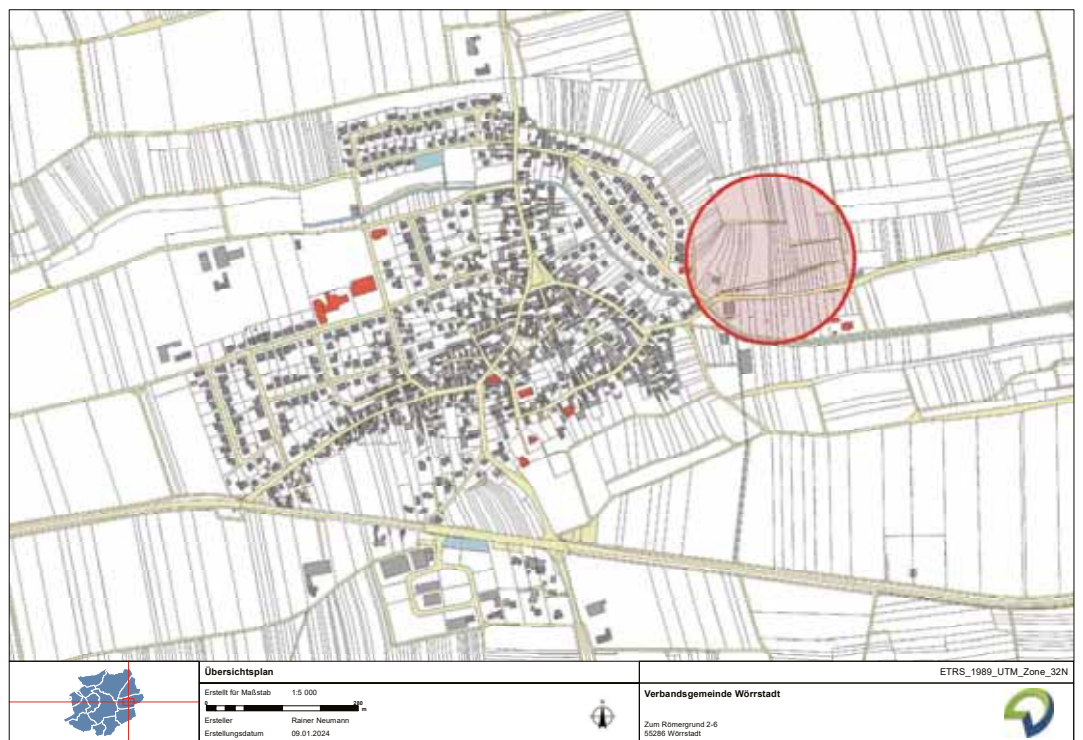 Übersichtsplan
Erstellt für Maßstab 1:5 000
0
m
Ersteller Rainer Neumann
Erstellungsdatum 09.01.2024
N
ETRS_1989_UTM_Zone_32N
Verbandsgemeinde Wörrstadt
Zum Römergrund 2-6
55286 Wörrstadt